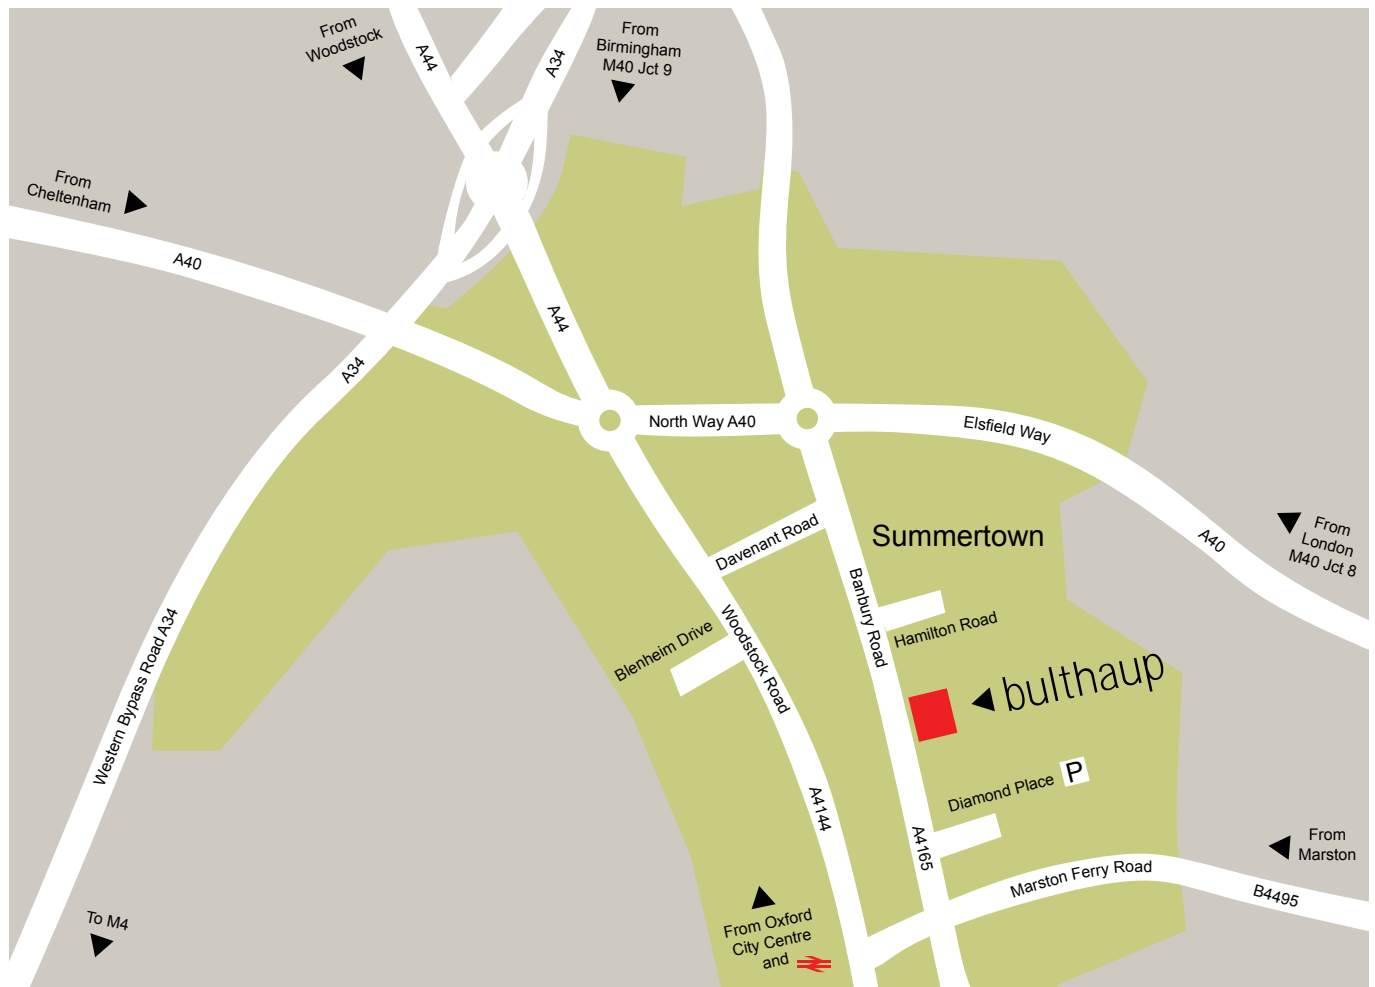 From
Woodstock
A44
A34
From
Birmingham
M40 Jct 9
From
Cheltenham
A40
A44
A34
North Way A40
Elsfield Way
A40
From
London
M40 Jct 8
Davenant Road
Summertown
Banbury Road
Hamilton Road
Blenheim Drive
Woodstock Road
Western Bypass Road A34
bulthaup
Diamond Place
P
A4144
A4165
From
Marston
Marston Ferry Road
B4495
To M4
From Oxford
City Centre
and